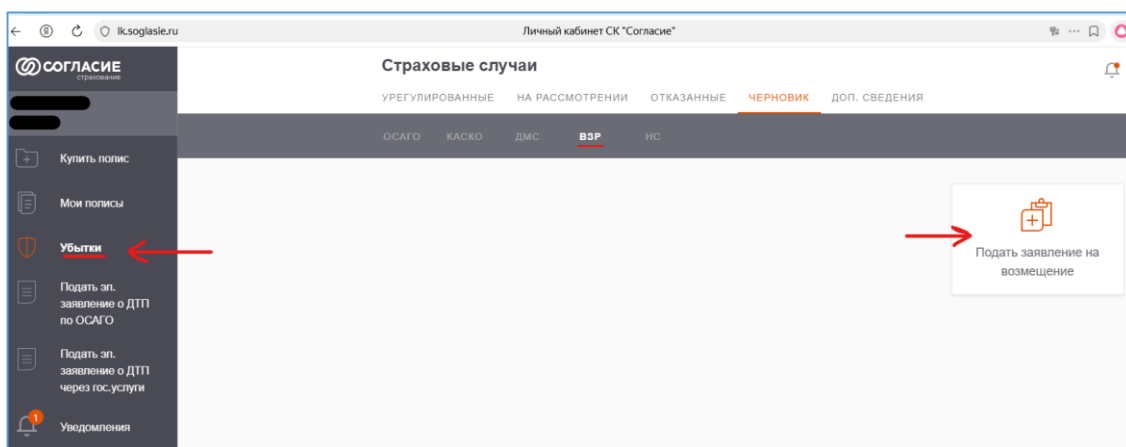 lk.soglasie.ru
Личный кабинет СК "Согласие"
СОГЛАСИЕ
страхование
Купить полис
Мои полисы
Убытки
Подать эл.
заявление о ДТП
по ОСАГО
Подать эл.
заявление о ДТП
через гос.услуги
1
Уведомления
Страховые случаи
УРЕГУЛИРОВАННЫЕ НА РАССМОТРЕНИИ ОТКАЗАННЫЕ ЧЕРНОВИК ДОП. СВЕДЕНИЯ
ОСАГО КАСКО ДМС ВЗР НС
Подать заявление на
возмещение